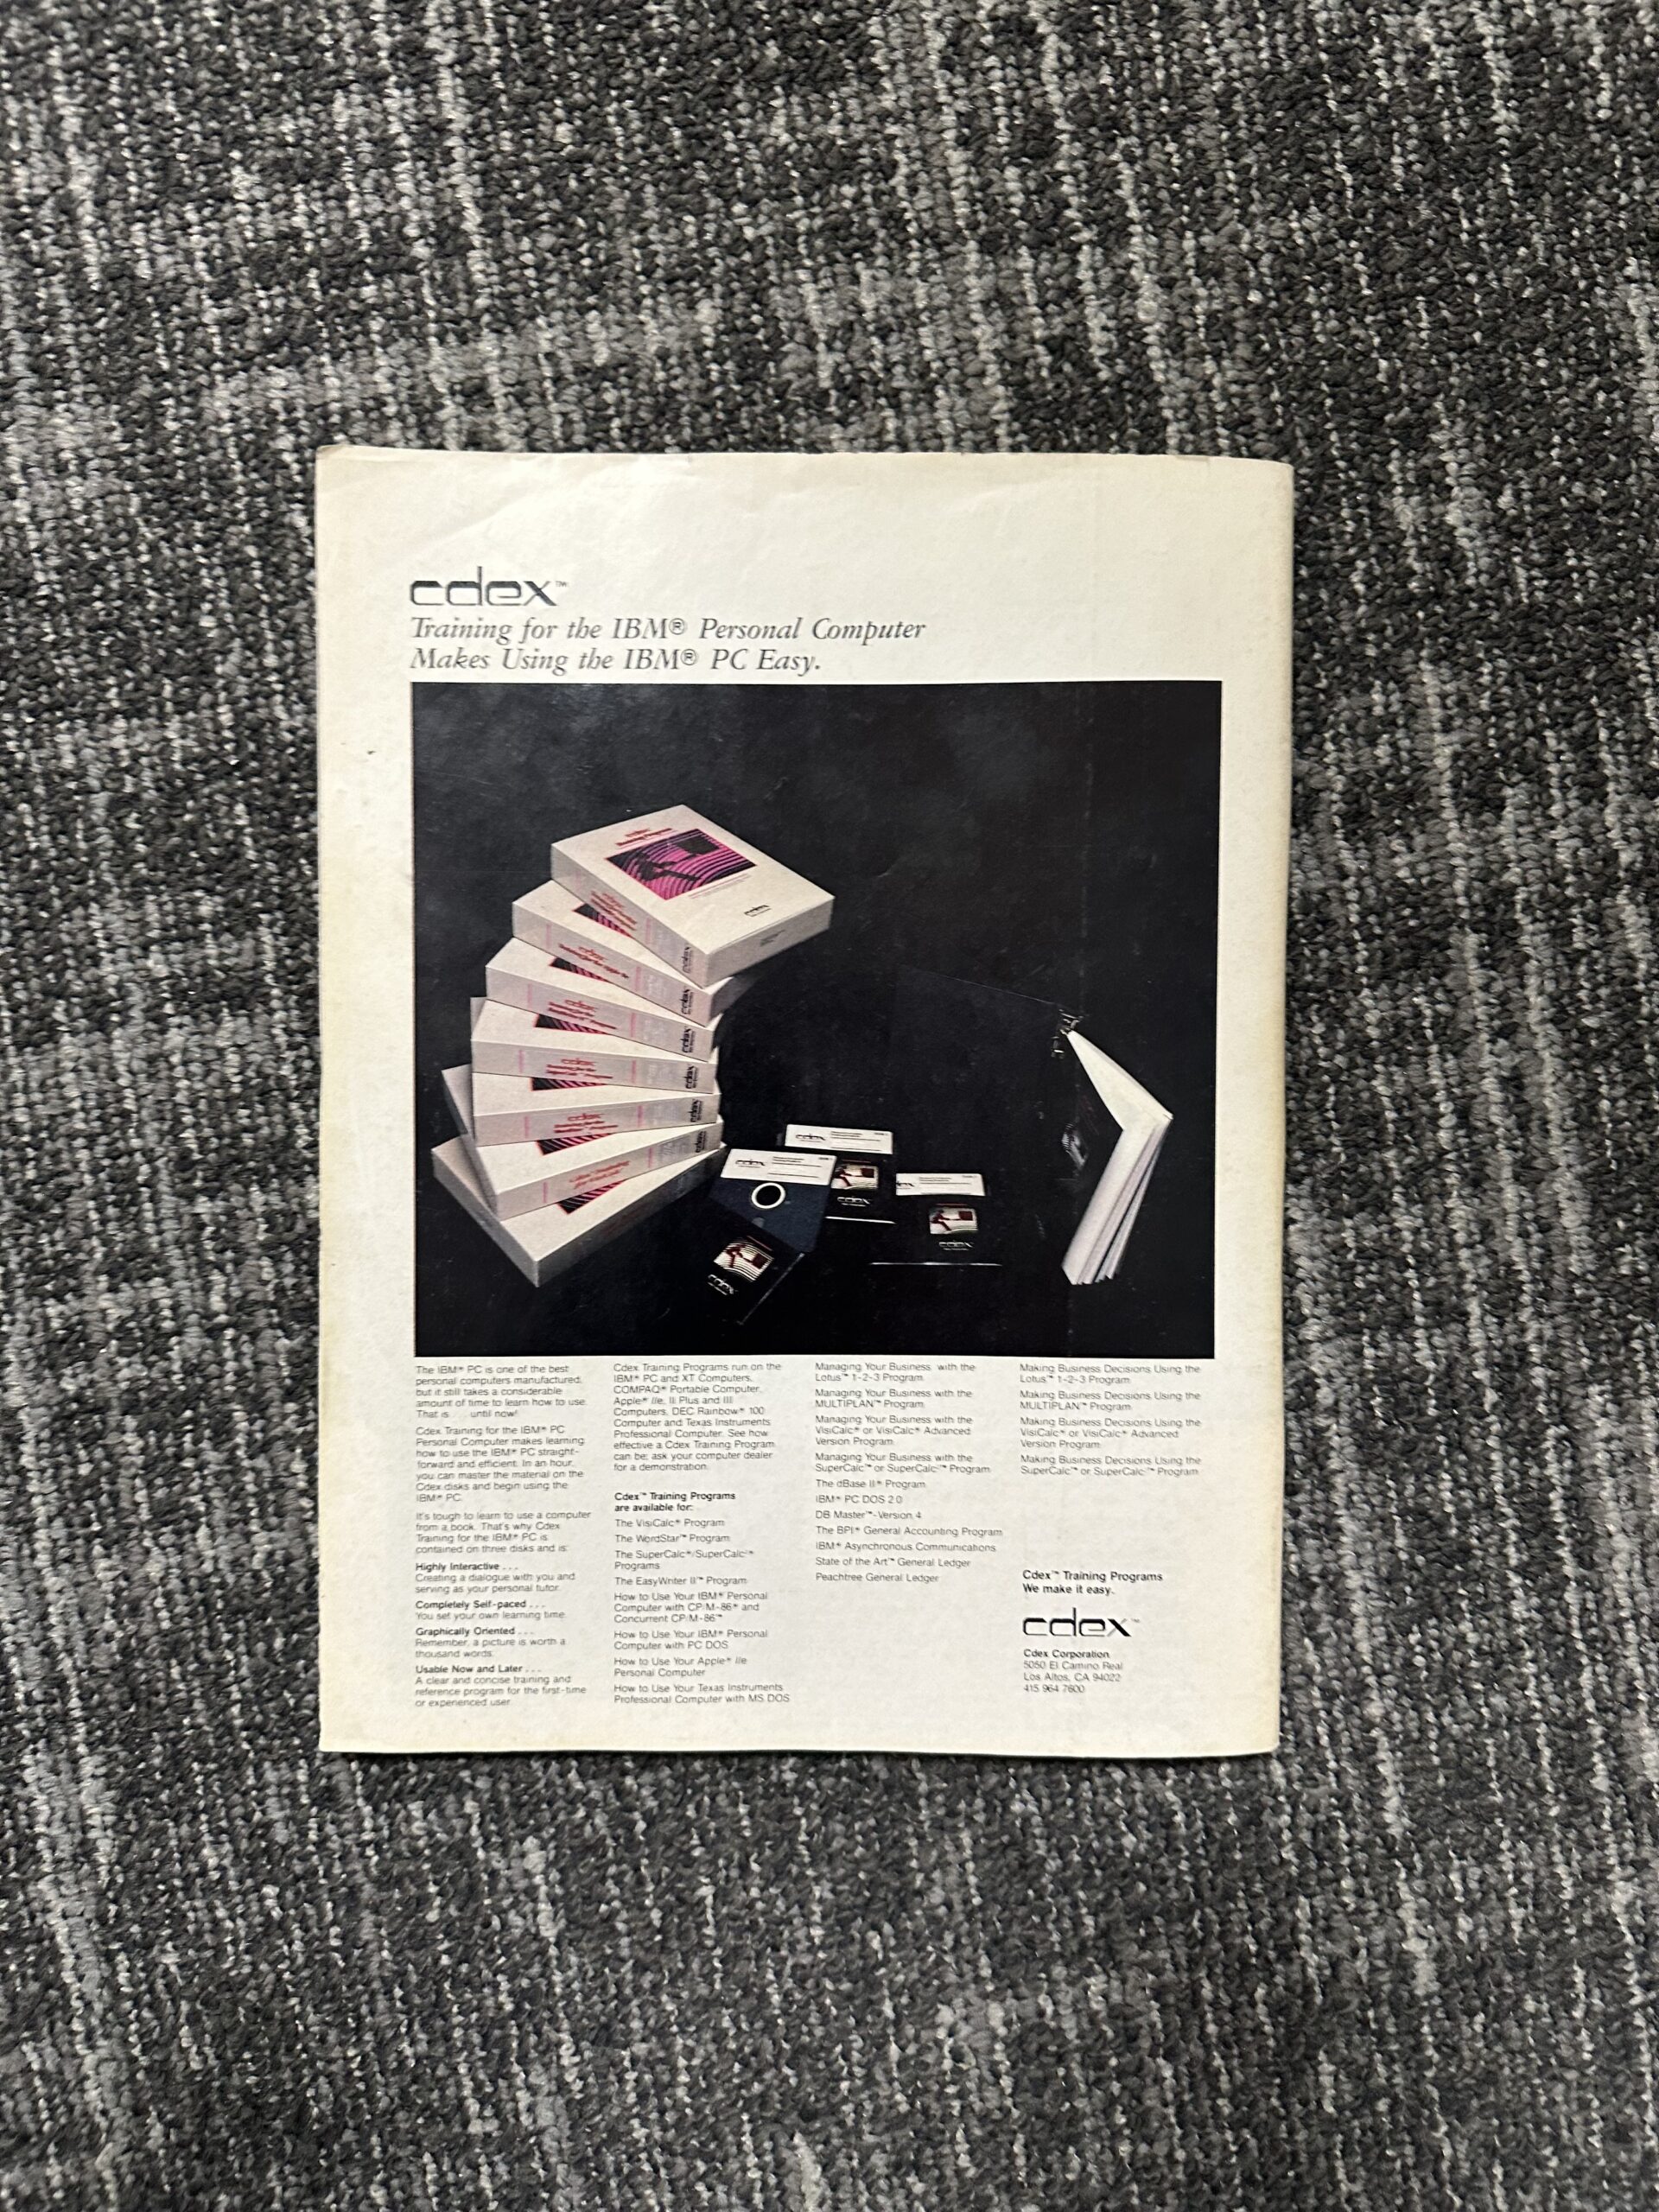 cdex™
Training for the IBM® Personal Computer
Makes Using the IBM® PC Easy.
cdex
cdex
cdex
cdex
cdex
cdex
cdex
cdex
cdex
cdex
cdex
The IBM® PC is one of the best
personal computers manufactured,
but it still takes a considerable
amount of time to learn how to use.
That is . . . until now!
Cdex Training for the IBM® PC
Personal Computer makes learning
how to use the IBM® PC straight-
forward and efficient. In an hour,
you can master the material on the
Cdex disks and begin using the
IBM® PC.
It's tough to learn to use a computer
from a book. That's why Cdex
Training for the IBM® PC is
contained on three disks and is:
Highly Interactive . . .
Creating a dialogue with you and
serving as your personal tutor.
Completely Self-paced . . .
You set your own learning time.
Graphically Oriented . . .
Remember, a picture is worth a
thousand words.
Usable Now and Later . . .
A clear and concise training and
reference program for the first-time
or experienced user.
Cdex Training Programs run on the
IBM® PC and XT Computers,
COMPAQ® Portable Computer,
Apple® //e, II Plus and III
Computers, DEC Rainbow® 100
Computer and Texas Instruments
Professional Computer. See how
effective a Cdex Training Program
can be; ask your computer dealer
for a demonstration.
Cdex™ Training Programs
are available for:
The VisiCalc® Program
The WordStar™ Program
The SuperCalc®/SuperCalc²™
Programs
The EasyWriter II™ Program
How to Use Your IBM® Personal
Computer with CP/M-86® and
Concurrent CP/M-86™
How to Use Your IBM® Personal
Computer with PC DOS
How to Use Your Apple® //e
Personal Computer
How to Use Your Texas Instruments
Professional Computer with MS DOS
Managing Your Business with the
Lotus™ 1-2-3 Program
Managing Your Business with the
MULTIPLAN™ Program
Managing Your Business with the
VisiCalc® or VisiCalc® Advanced
Version Program
Managing Your Business with the
SuperCalc™ or SuperCalc²™ Program
The dBase II® Program
IBM® PC DOS 2.0
DB Master™-Version 4
The BPI® General Accounting Program
IBM® Asynchronous Communications
State of the Art™ General Ledger
Peachtree General Ledger
Making Business Decisions Using the
Lotus™ 1-2-3 Program
Making Business Decisions Using the
MULTIPLAN™ Program
Making Business Decisions Using the
VisiCalc® or VisiCalc® Advanced
Version Program
Making Business Decisions Using the
SuperCalc™ or SuperCalc²™ Program
Cdex™ Training Programs
We make it easy.
cdex™
Cdex Corporation
5050 El Camino Real
Los Altos, CA 94022
415 964 7600